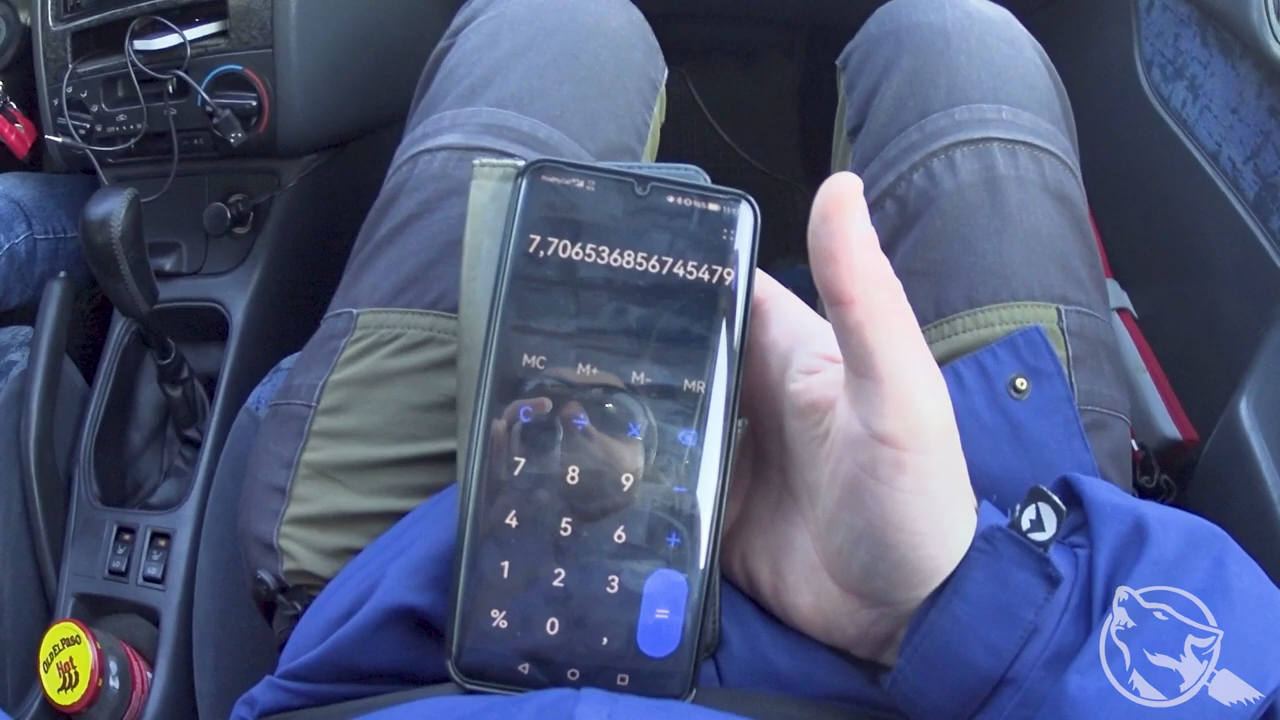 7,706536856745479
MC M+ M- MR
C ÷ ×
7 8 9 -
4 5 6 +
1 2 3
% 0 , =
OLD EL PASO
Hot